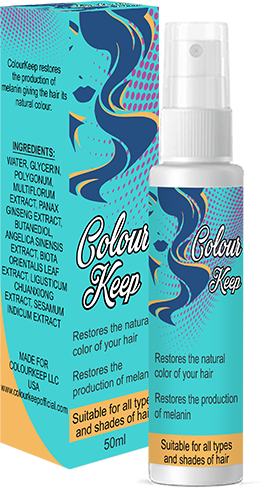 ColourKeep restores
the production of
melanin giving the hair its
natural colour.
INGREDIENTS:
WATER, GLYCERIN,
POLYGONUM,
MULTIFLORUM
EXTRACT, PANAX
GINSENG EXTRACT,
BUTANEDIOL,
ANGELICA SINENSIS
EXTRACT, BIOTA
ORIENTALIS LEAF
EXTRACT, LIGUSTICUM
CHUANXIONG
EXTRACT, SESAMUM
INDICUM EXTRACT
MADE FOR
COLOURKEEP LLC
USA
www.colourkeepofficial.com
Colour
Keep
Restores the natural
color of your hair
Restores the
production of melanin
Suitable for all types
and shades of hair
50ml
Colour
Keep
Restores the natural
color of your hair
Restores the production
of melanin
Suitable for all types
and shades of hair